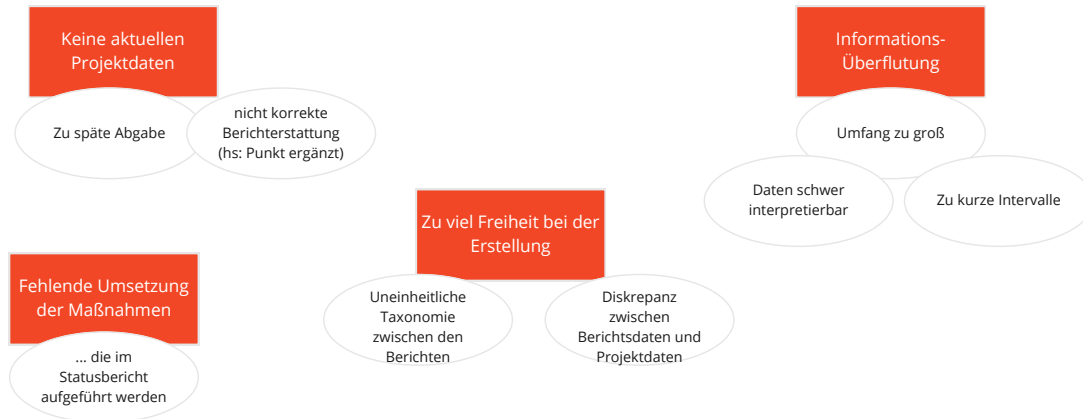 Keine aktuellen
Projektdaten
Zu späte Abgabe
nicht korrekte
Berichterstattung
(hs: Punkt ergänzt)
Informations-
Überflutung
Umfang zu groß
Daten schwer
interpretierbar
Zu kurze Intervalle
Zu viel Freiheit bei der
Erstellung
Uneinheitliche
Taxonomie
zwischen den
Berichten
Diskrepanz
zwischen
Berichtsdaten und
Projektdaten
Fehlende Umsetzung
der Maßnahmen
... die im
Statusbericht
aufgeführt werden